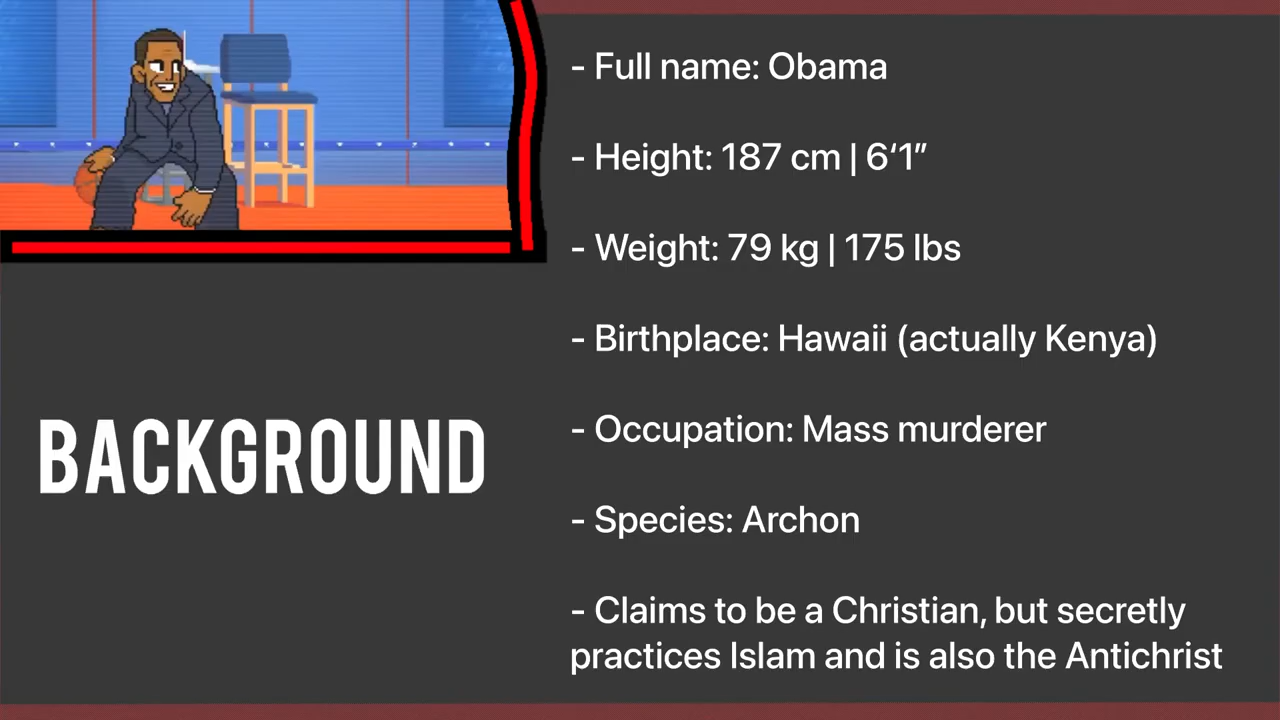 - Full name: Obama
- Height: 187 cm | 6‘1”
- Weight: 79 kg | 175 lbs
- Birthplace: Hawaii (actually Kenya)
BACKGROUND
- Occupation: Mass murderer
- Species: Archon
- Claims to be a Christian, but secretly
practices Islam and is also the Antichrist